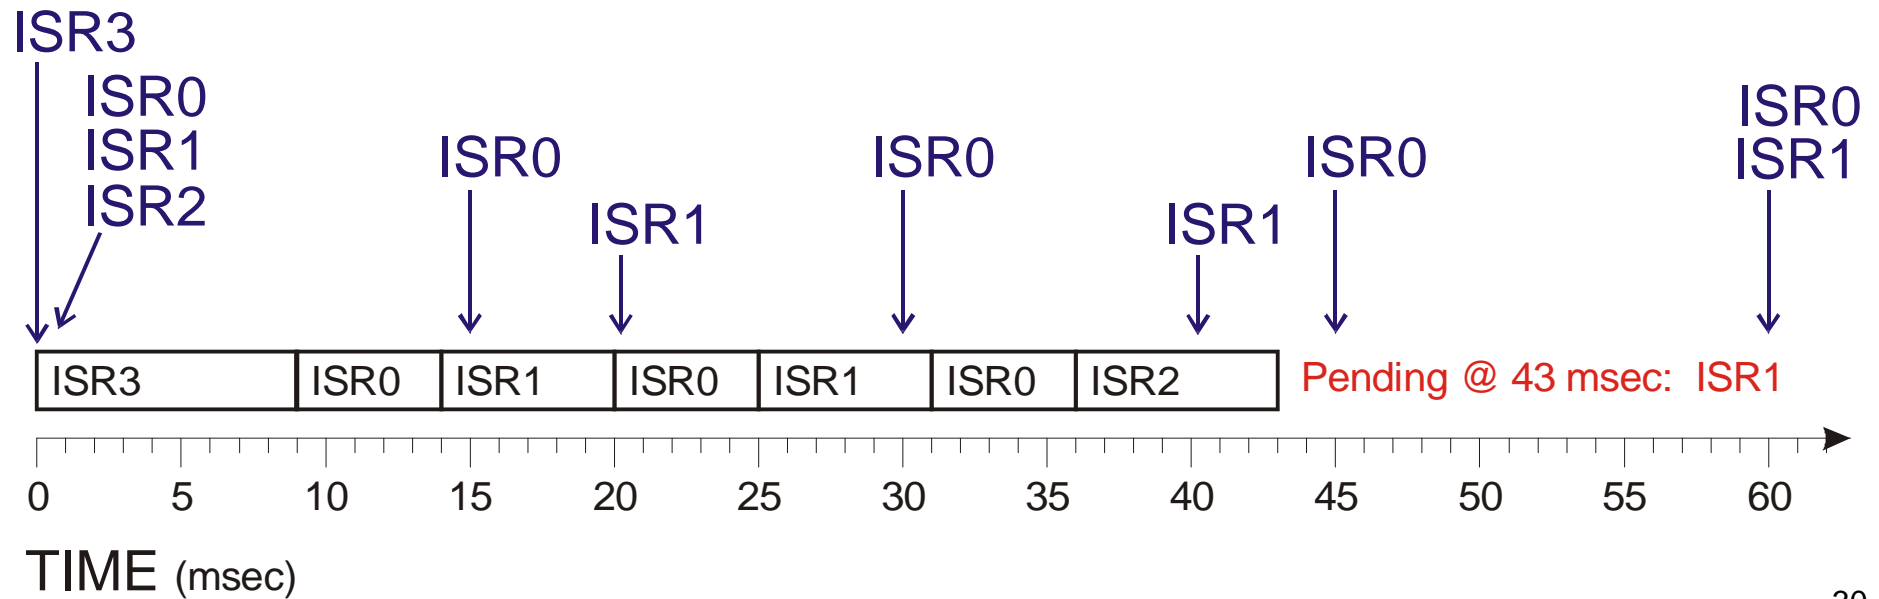 ISR3
ISR0
ISR1
ISR2
ISR0
ISR1
ISR0
ISR1
ISR0
ISR0
ISR1
ISR3 ISR0 ISR1 ISR0 ISR1 ISR0 ISR2 Pending @ 43 msec: ISR1
0 5 10 15 20 25 30 35 40 45 50 55 60
TIME (msec)